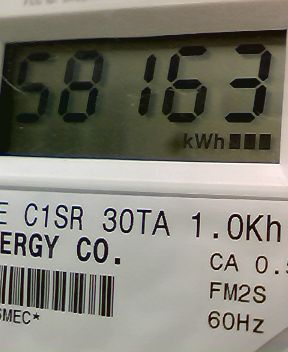 58163
kWh
E C1SR 30TA 1.0Kh
ERGY CO.
CA 0.5
FM2S
SMEC*
60Hz